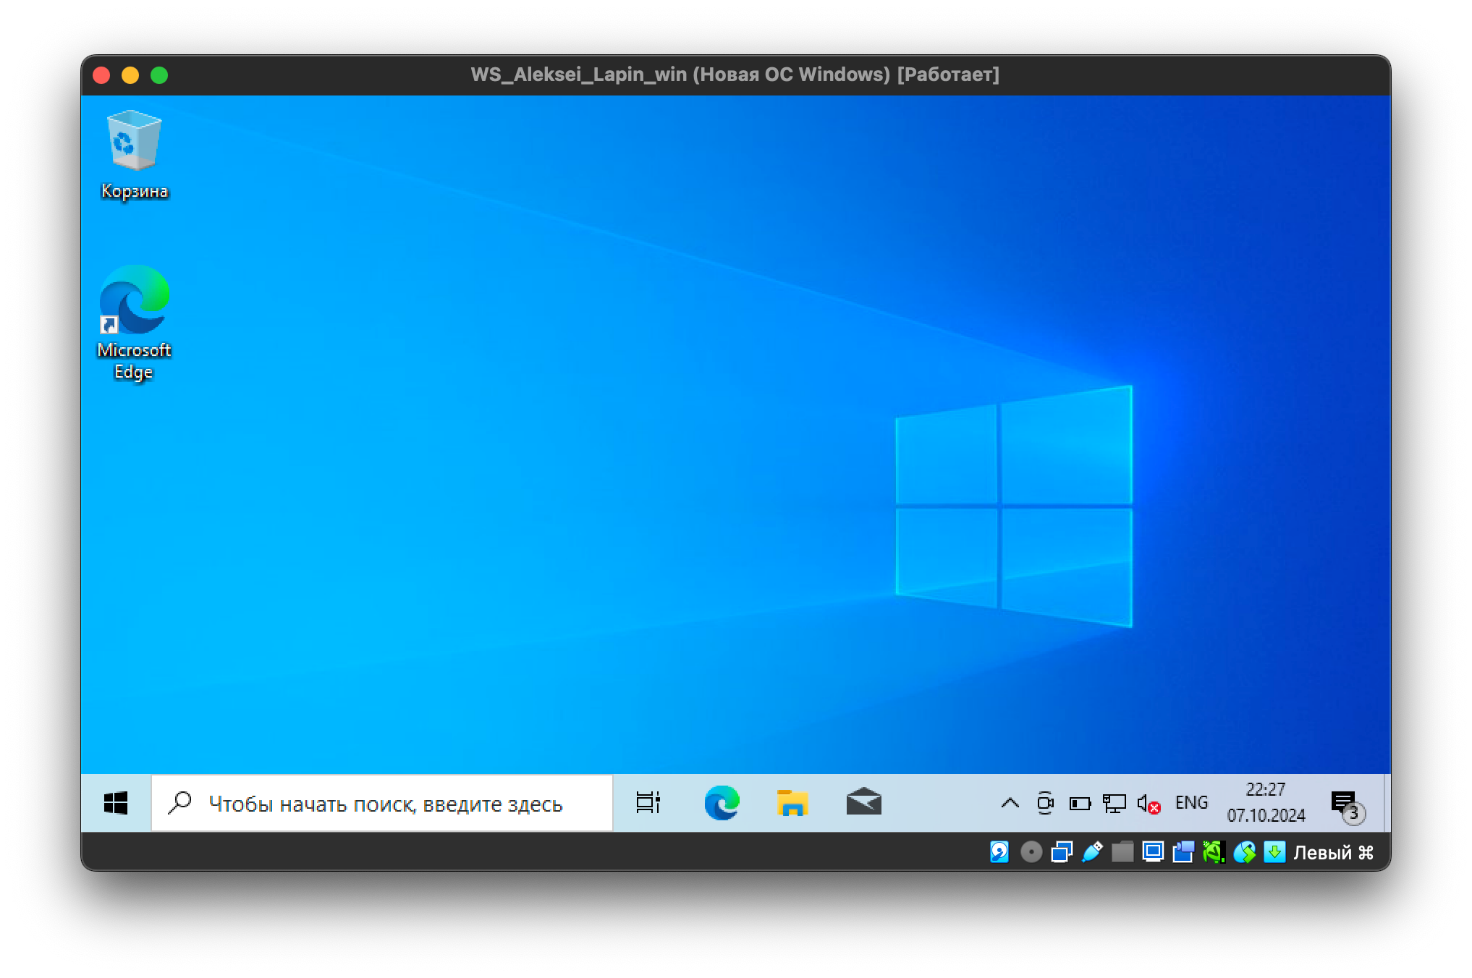 WS_Aleksei_Lapin_win (Новая ОС Windows) [Работает]
Корзина
Microsoft
Edge
Чтобы начать поиск, введите здесь
ENG
22:27
07.10.2024
3
Левый ⌘